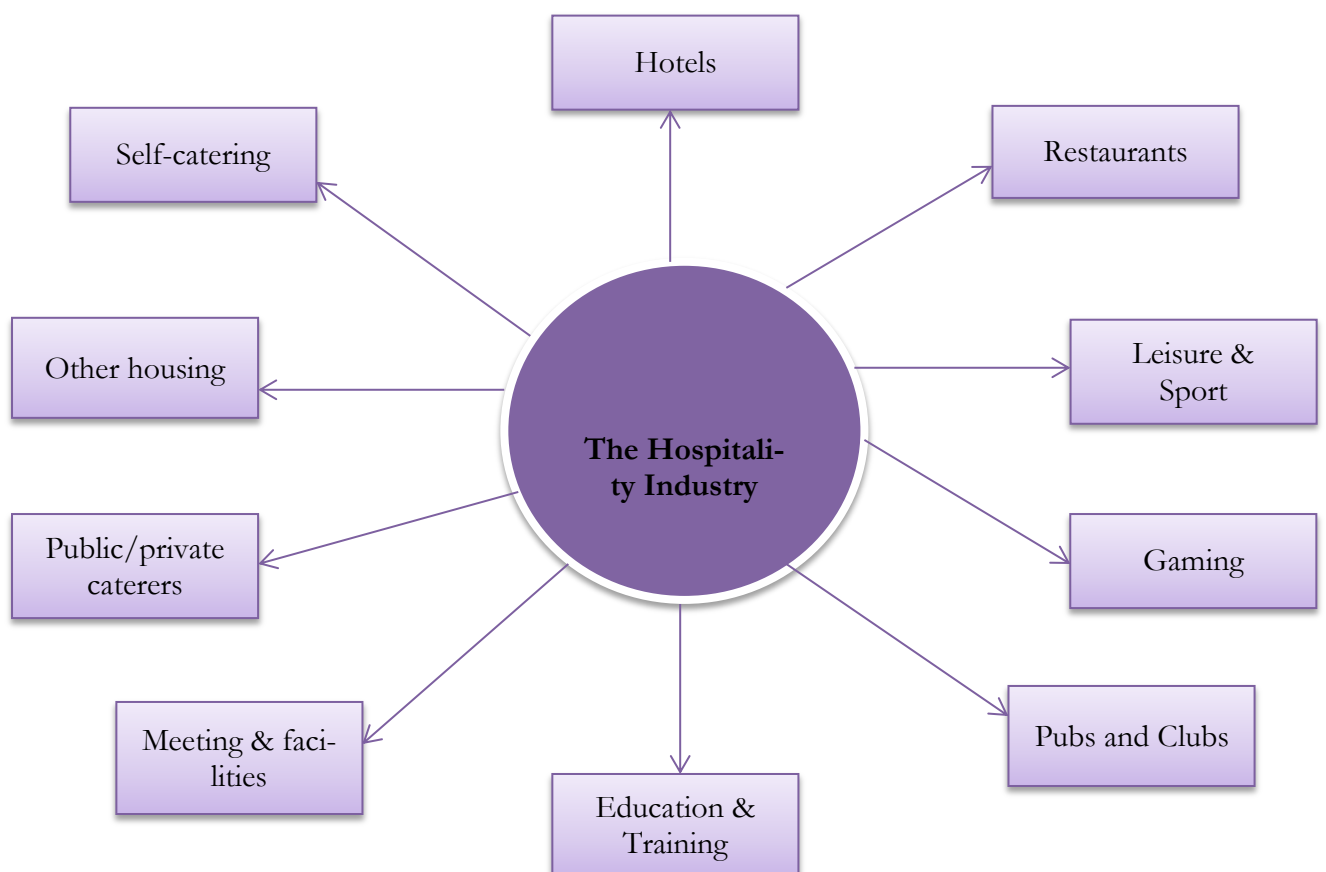 Hotels
Self-catering
Restaurants
Other housing
Leisure &
Sport
The Hospitali-
ty Industry
Public/private
caterers
Gaming
Meeting & faci-
lities
Pubs and Clubs
Education &
Training